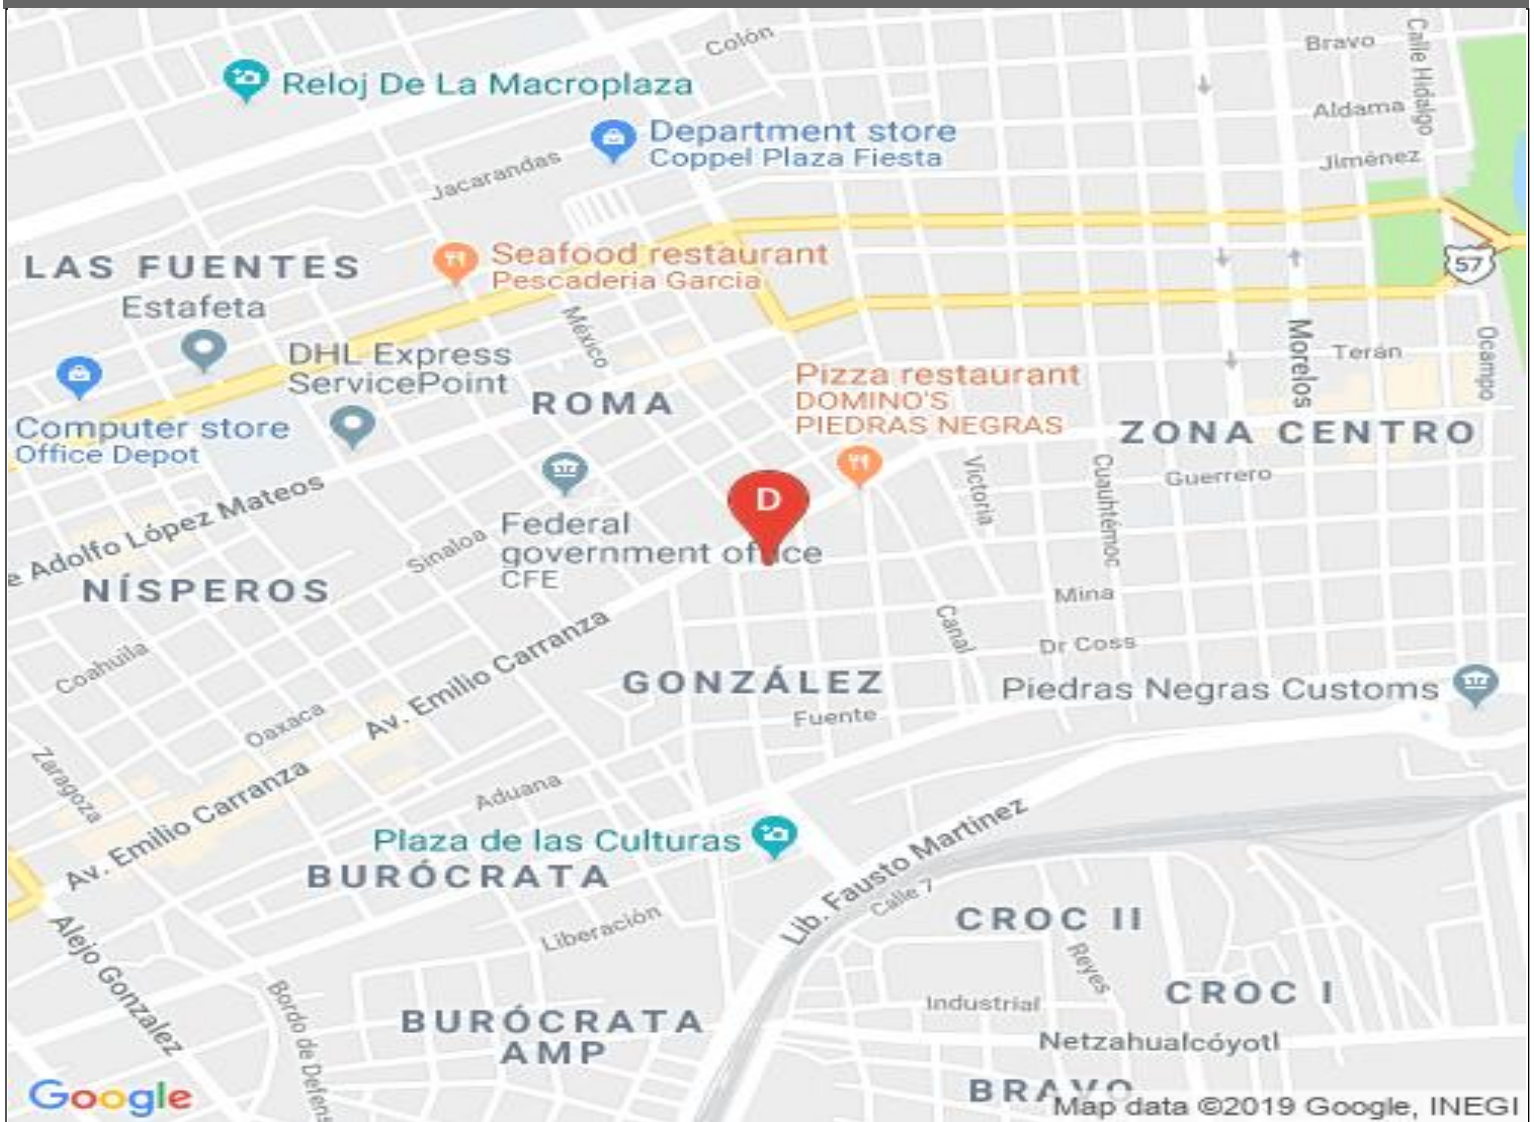 Colón
Bravo
Calle Hidalgo
Reloj De La Macroplaza
Aldama
Department store
Coppel Plaza Fiesta
Jiménez
Jacarandas
LAS FUENTES
Seafood restaurant
Pescaderia Garcia
57
Estafeta
México
Morelos
Ocampo
DHL Express
ServicePoint
Terán
ROMA
Pizza restaurant
DOMINO'S
PIEDRAS NEGRAS
Computer store
Office Depot
ZONA CENTRO
Victoria
Cuauhtémoc
Guerrero
D
e Adolfo López Mateos
Sinaloa
Federal
government office
CFE
NÍSPEROS
Mina
Canal
Dr Coss
Coahuila
Av. Emilio Carranza
GONZÁLEZ
Piedras Negras Customs
Fuente
Oaxaca
Zaragoza
Aduana
Av. Emilio Carranza
Plaza de las Culturas
Lib. Fausto Martinez
BURÓCRATA
Calle 7
CROC II
Liberación
Alejo Gonzalez
Reyes
CROC I
Bordo de Defens
Industrial
BURÓCRATA
AMP
Netzahualcóyotl
BRAVO
Google
Map data ©2019 Google, INEGI